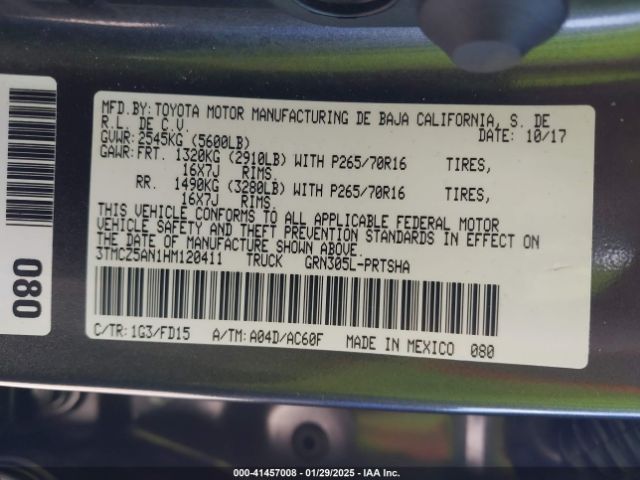 MFD.BY:TOYOTA MOTOR MANUFACTURING DE BAJA CALIFORNIA, S. DE
R.L. DE C.V. DATE: 10/17
GVWR: 2545KG (5600LB)
GAWR: FRT. 1320KG (2910LB) WITH P265/70R16 TIRES,
16X7J RIMS.
RR. 1490KG (3280LB) WITH P265/70R16 TIRES,
16X7J RIMS.
THIS VEHICLE CONFORMS TO ALL APPLICABLE FEDERAL MOTOR
VEHICLE SAFETY AND THEFT PREVENTION STANDARDS IN EFFECT ON
THE DATE OF MANUFACTURE SHOWN ABOVE.
3TMCZ5AN1HM120411 TRUCK GRN305L-PRTSHA
C/TR:1G3/FD15 A/TM:A04D/AC60F MADE IN MEXICO 080
080
000-41457008 | 01/29/2025 | IAA Inc.